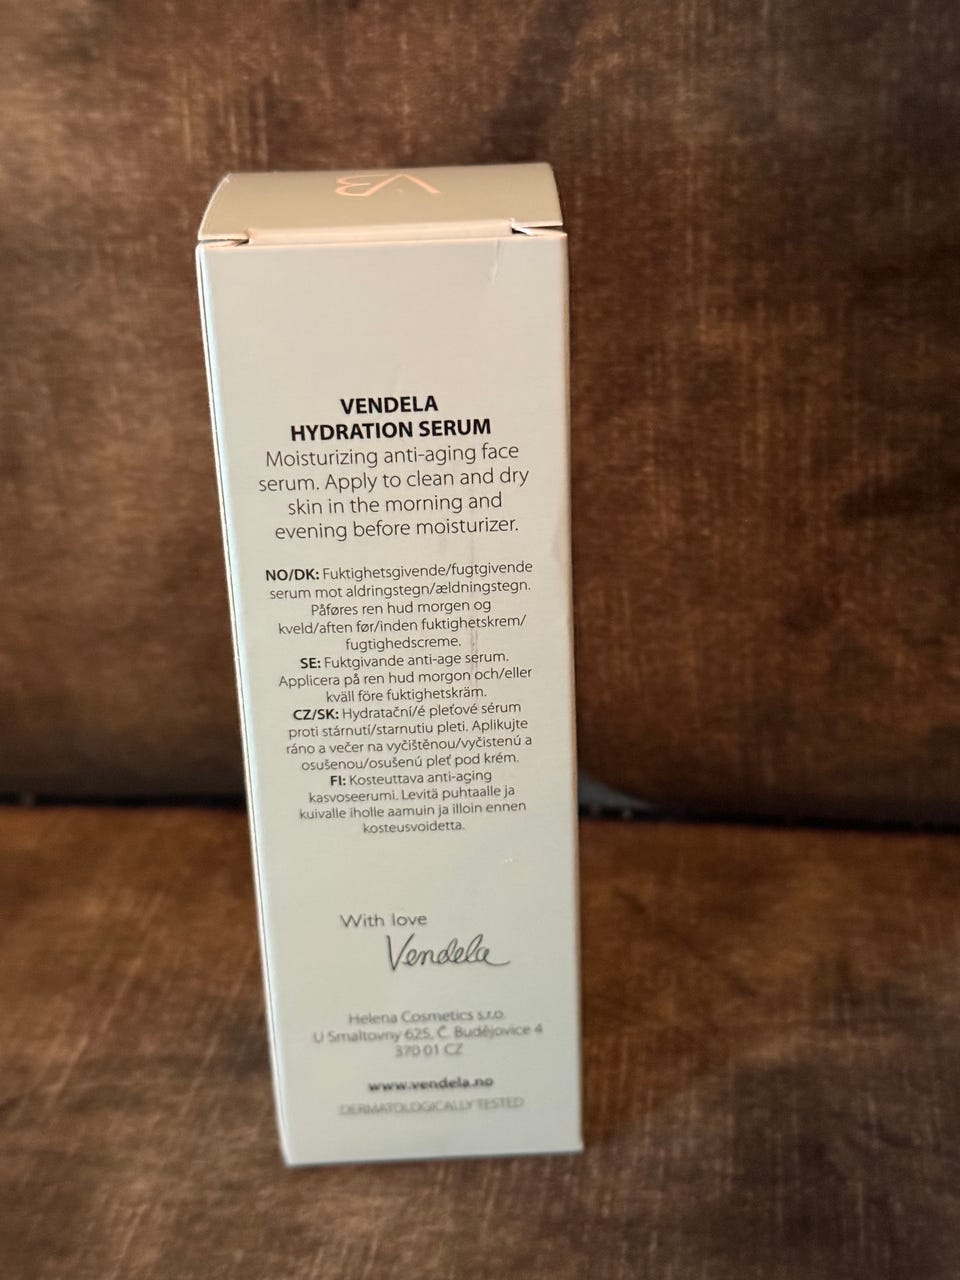 VB
VENDELA
HYDRATION SERUM
Moisturizing anti-aging face
serum. Apply to clean and dry
skin in the morning and
evening before moisturizer.
NO/DK: Fuktighetsgivende/fugtgivende
serum mot aldringstegn/ældningstegn.
Påføres ren hud morgen og
kveld/aften før/inden fuktighetskrem/
fugtighedscreme.
SE: Fuktgivande anti-age serum.
Applicera på ren hud morgon och/eller
kväll före fuktighetskräm.
CZ/SK: Hydratační/é pleťové sérum
proti stárnutí/starnutiu pleti. Aplikujte
ráno a večer na vyčištěnou/vyčistenú a
osušenou/osušenú pleť pod krém.
FI: Kosteuttava anti-aging
kasvoseerumi. Levitä puhtaalle ja
kuivalle iholle aamuin ja illoin ennen
kosteusvoidetta.
With love
Vendela
Helena Cosmetics s.r.o.
U Smaltovny 625, Č. Budějovice 4
370 01 CZ
www.vendela.no
DERMATOLOGICALLY TESTED